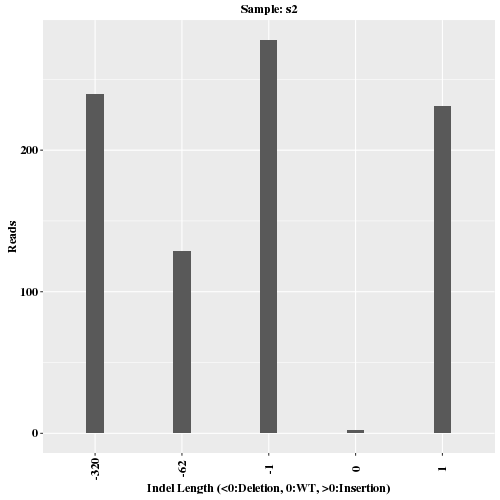 Sample: s2
Reads
200
100
0
-320
-62
-1
0
1
Indel Length (<0:Deletion, 0:WT, >0:Insertion)